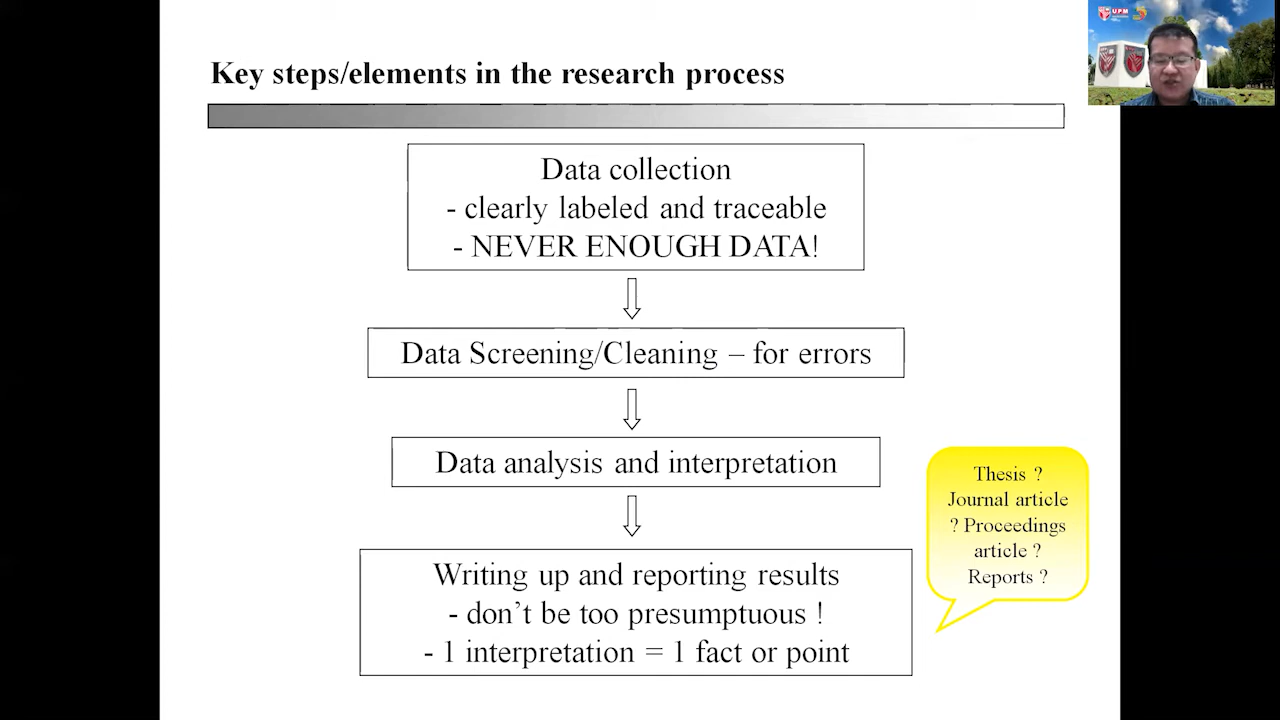 Key steps/elements in the research process
UPM
Data collection
- clearly labeled and traceable
- NEVER ENOUGH DATA!
Data Screening/Cleaning – for errors
Data analysis and interpretation
Thesis ?
Journal article
? Proceedings
article ?
Reports ?
Writing up and reporting results
- don’t be too presumptuous !
- 1 interpretation = 1 fact or point